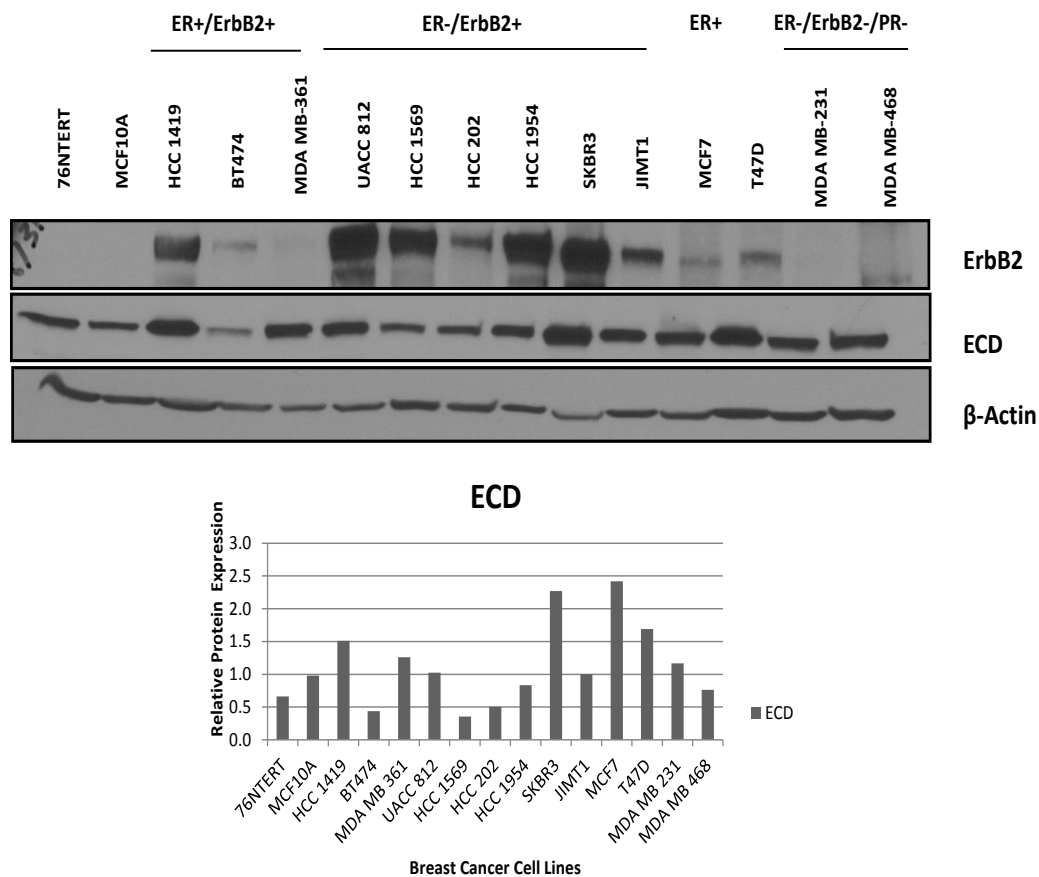 ER+/ErbB2+ ER-/ErbB2+ ER+ ER-/ErbB2-/PR-
76NTERT MCF10A HCC 1419 BT474 MDA MB-361 UACC 812 HCC 1569 HCC 202 HCC 1954 SKBR3 JIMT1 MCF7 T47D MDA MB-231 MDA MB-468
ErbB2
ECD
β-Actin
ECD
Relative Protein Expression
3.0
2.5
2.0
1.5
1.0
0.5
0.0
ECD
76NTERT MCF10A HCC 1419 BT474 MDA MB 361 UACC 812 HCC 1569 HCC 202 HCC 1954 SKBR3 JIMT1 MCF7 T47D MDA MB 231 MDA MB 468
Breast Cancer Cell Lines